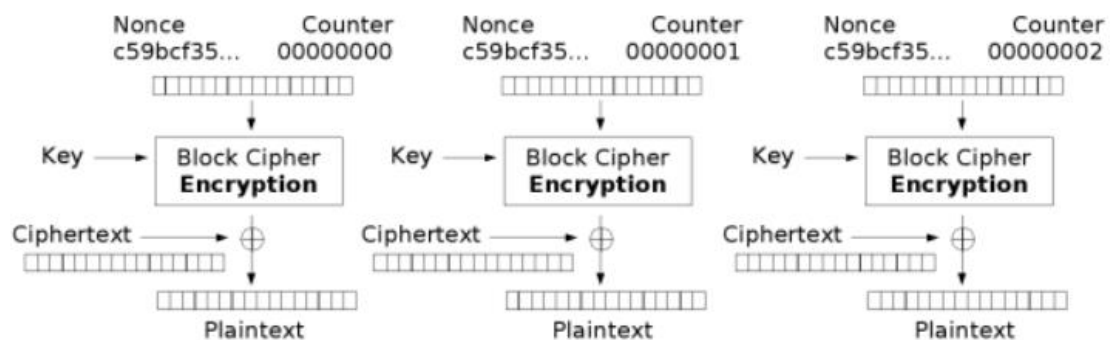 Nonce Counter Nonce Counter Nonce Counter
c59bcf35... 00000000 c59bcf35... 00000001 c59bcf35... 00000002
Key Block Cipher Key Block Cipher Key Block Cipher
Encryption Encryption Encryption
Ciphertext Ciphertext Ciphertext
Plaintext Plaintext Plaintext